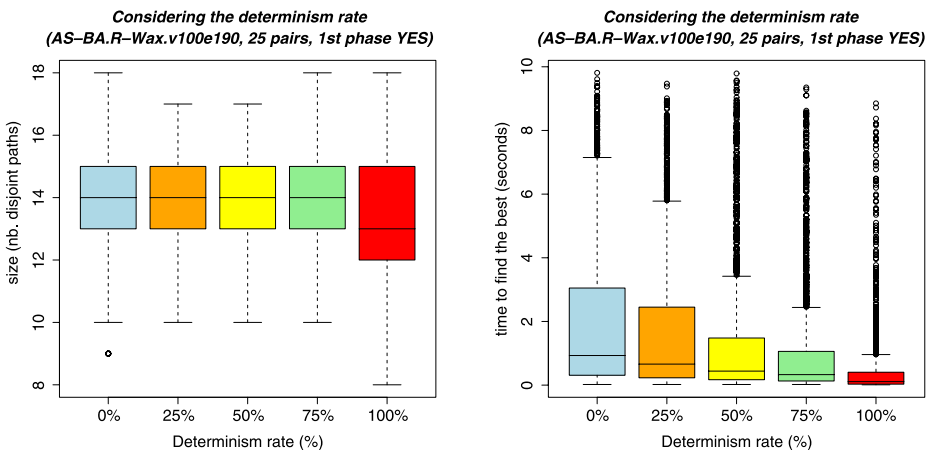 Considering the determinism rate
(AS–BA.R–Wax.v100e190, 25 pairs, 1st phase YES)
size (nb. disjoint paths)
18
16
14
12
10
8
0%
25%
50%
75%
100%
Determinism rate (%)
Considering the determinism rate
(AS–BA.R–Wax.v100e190, 25 pairs, 1st phase YES)
time to find the best (seconds)
10
8
6
4
2
0
0%
25%
50%
75%
100%
Determinism rate (%)